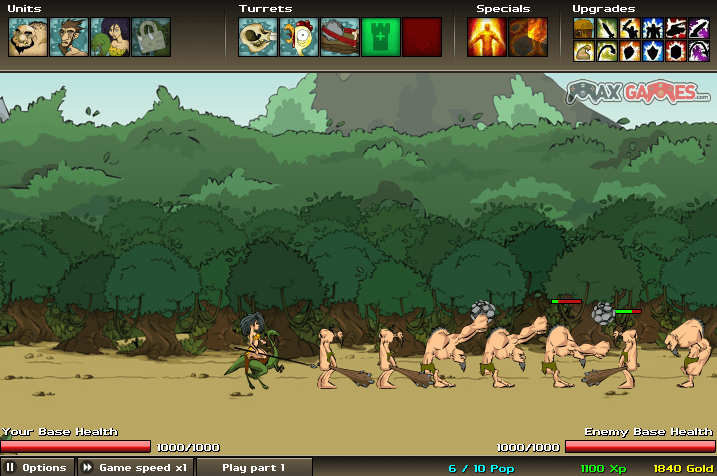 Units Turrets Specials Upgrades
MAX GAMES.com
Your Base Health Enemy Base Health
1000/1000 1000/1000
Options Game speed x1 Play part 1 6 / 10 Pop 1100 Xp 1840 Gold